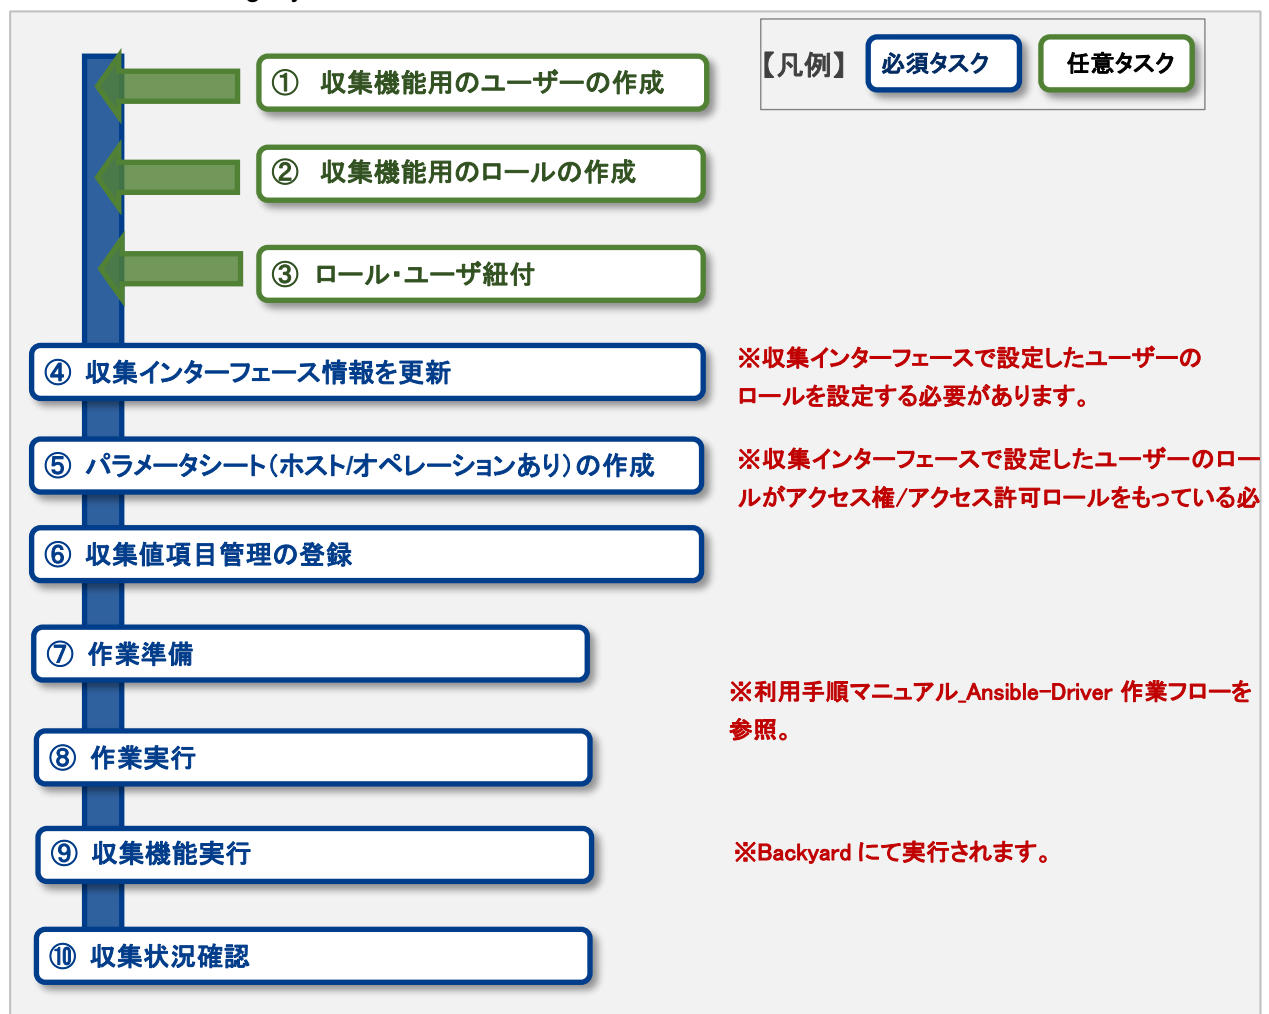 【凡例】 必須タスク 任意タスク
① 収集機能用のユーザーの作成
② 収集機能用のロールの作成
③ ロール・ユーザ紐付
④ 収集インターフェース情報を更新
※収集インターフェースで設定したユーザーの
ロールを設定する必要があります。
⑤ パラメータシート(ホスト/オペレーションあり)の作成
※収集インターフェースで設定したユーザーのロー
ルがアクセス権/アクセス許可ロールをもっている必
⑥ 収集値項目管理の登録
⑦ 作業準備
※利用手順マニュアル_Ansible-Driver 作業フローを
参照。
⑧ 作業実行
⑨ 収集機能実行
※Backyard にて実行されます。
⑩ 収集状況確認